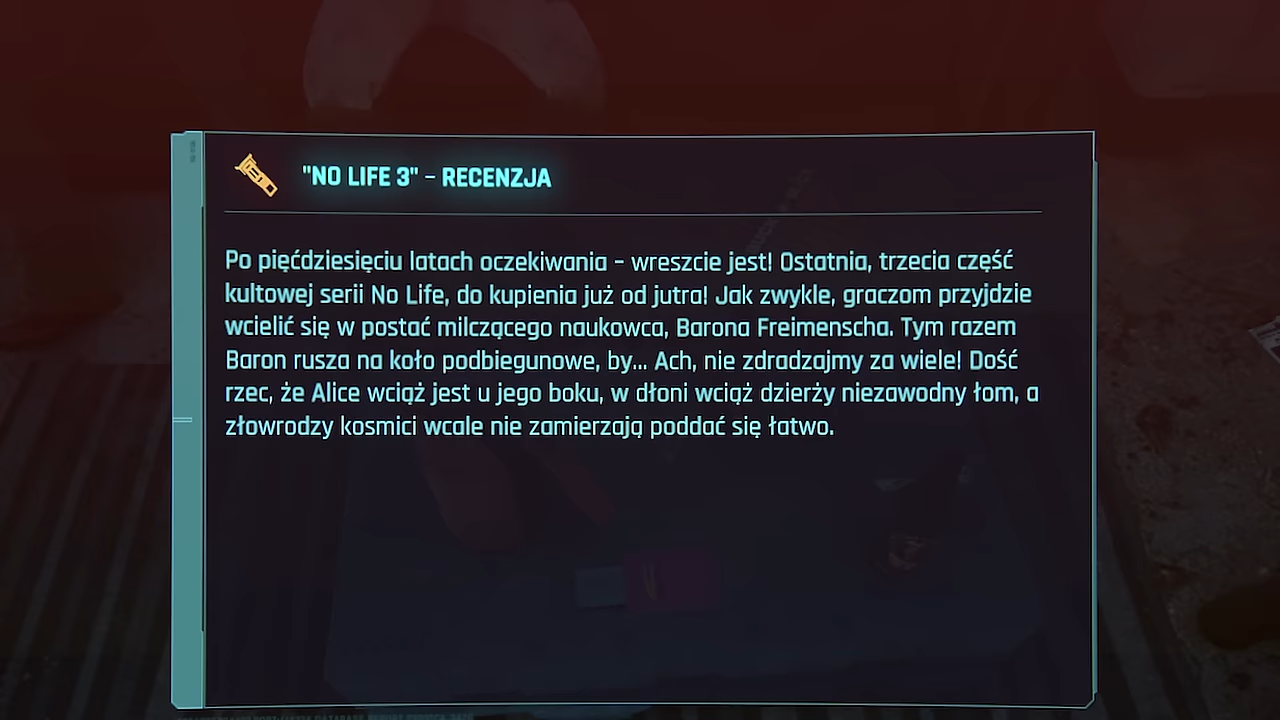 "NO LIFE 3" – RECENZJA
Po pięćdziesięciu latach oczekiwania – wreszcie jest! Ostatnia, trzecia część
kultowej serii No Life, do kupienia już od jutra! Jak zwykle, graczom przyjdzie
wcielić się w postać milczącego naukowca, Barona Freimenscha. Tym razem
Baron rusza na koło podbiegunowe, by... Ach, nie zdradzajmy za wiele! Dość
rzec, że Alice wciąż jest u jego boku, w dłoni wciąż dzierży niezawodny łom, a
złowrodzy kosmici wcale nie zamierzają poddać się łatwo.